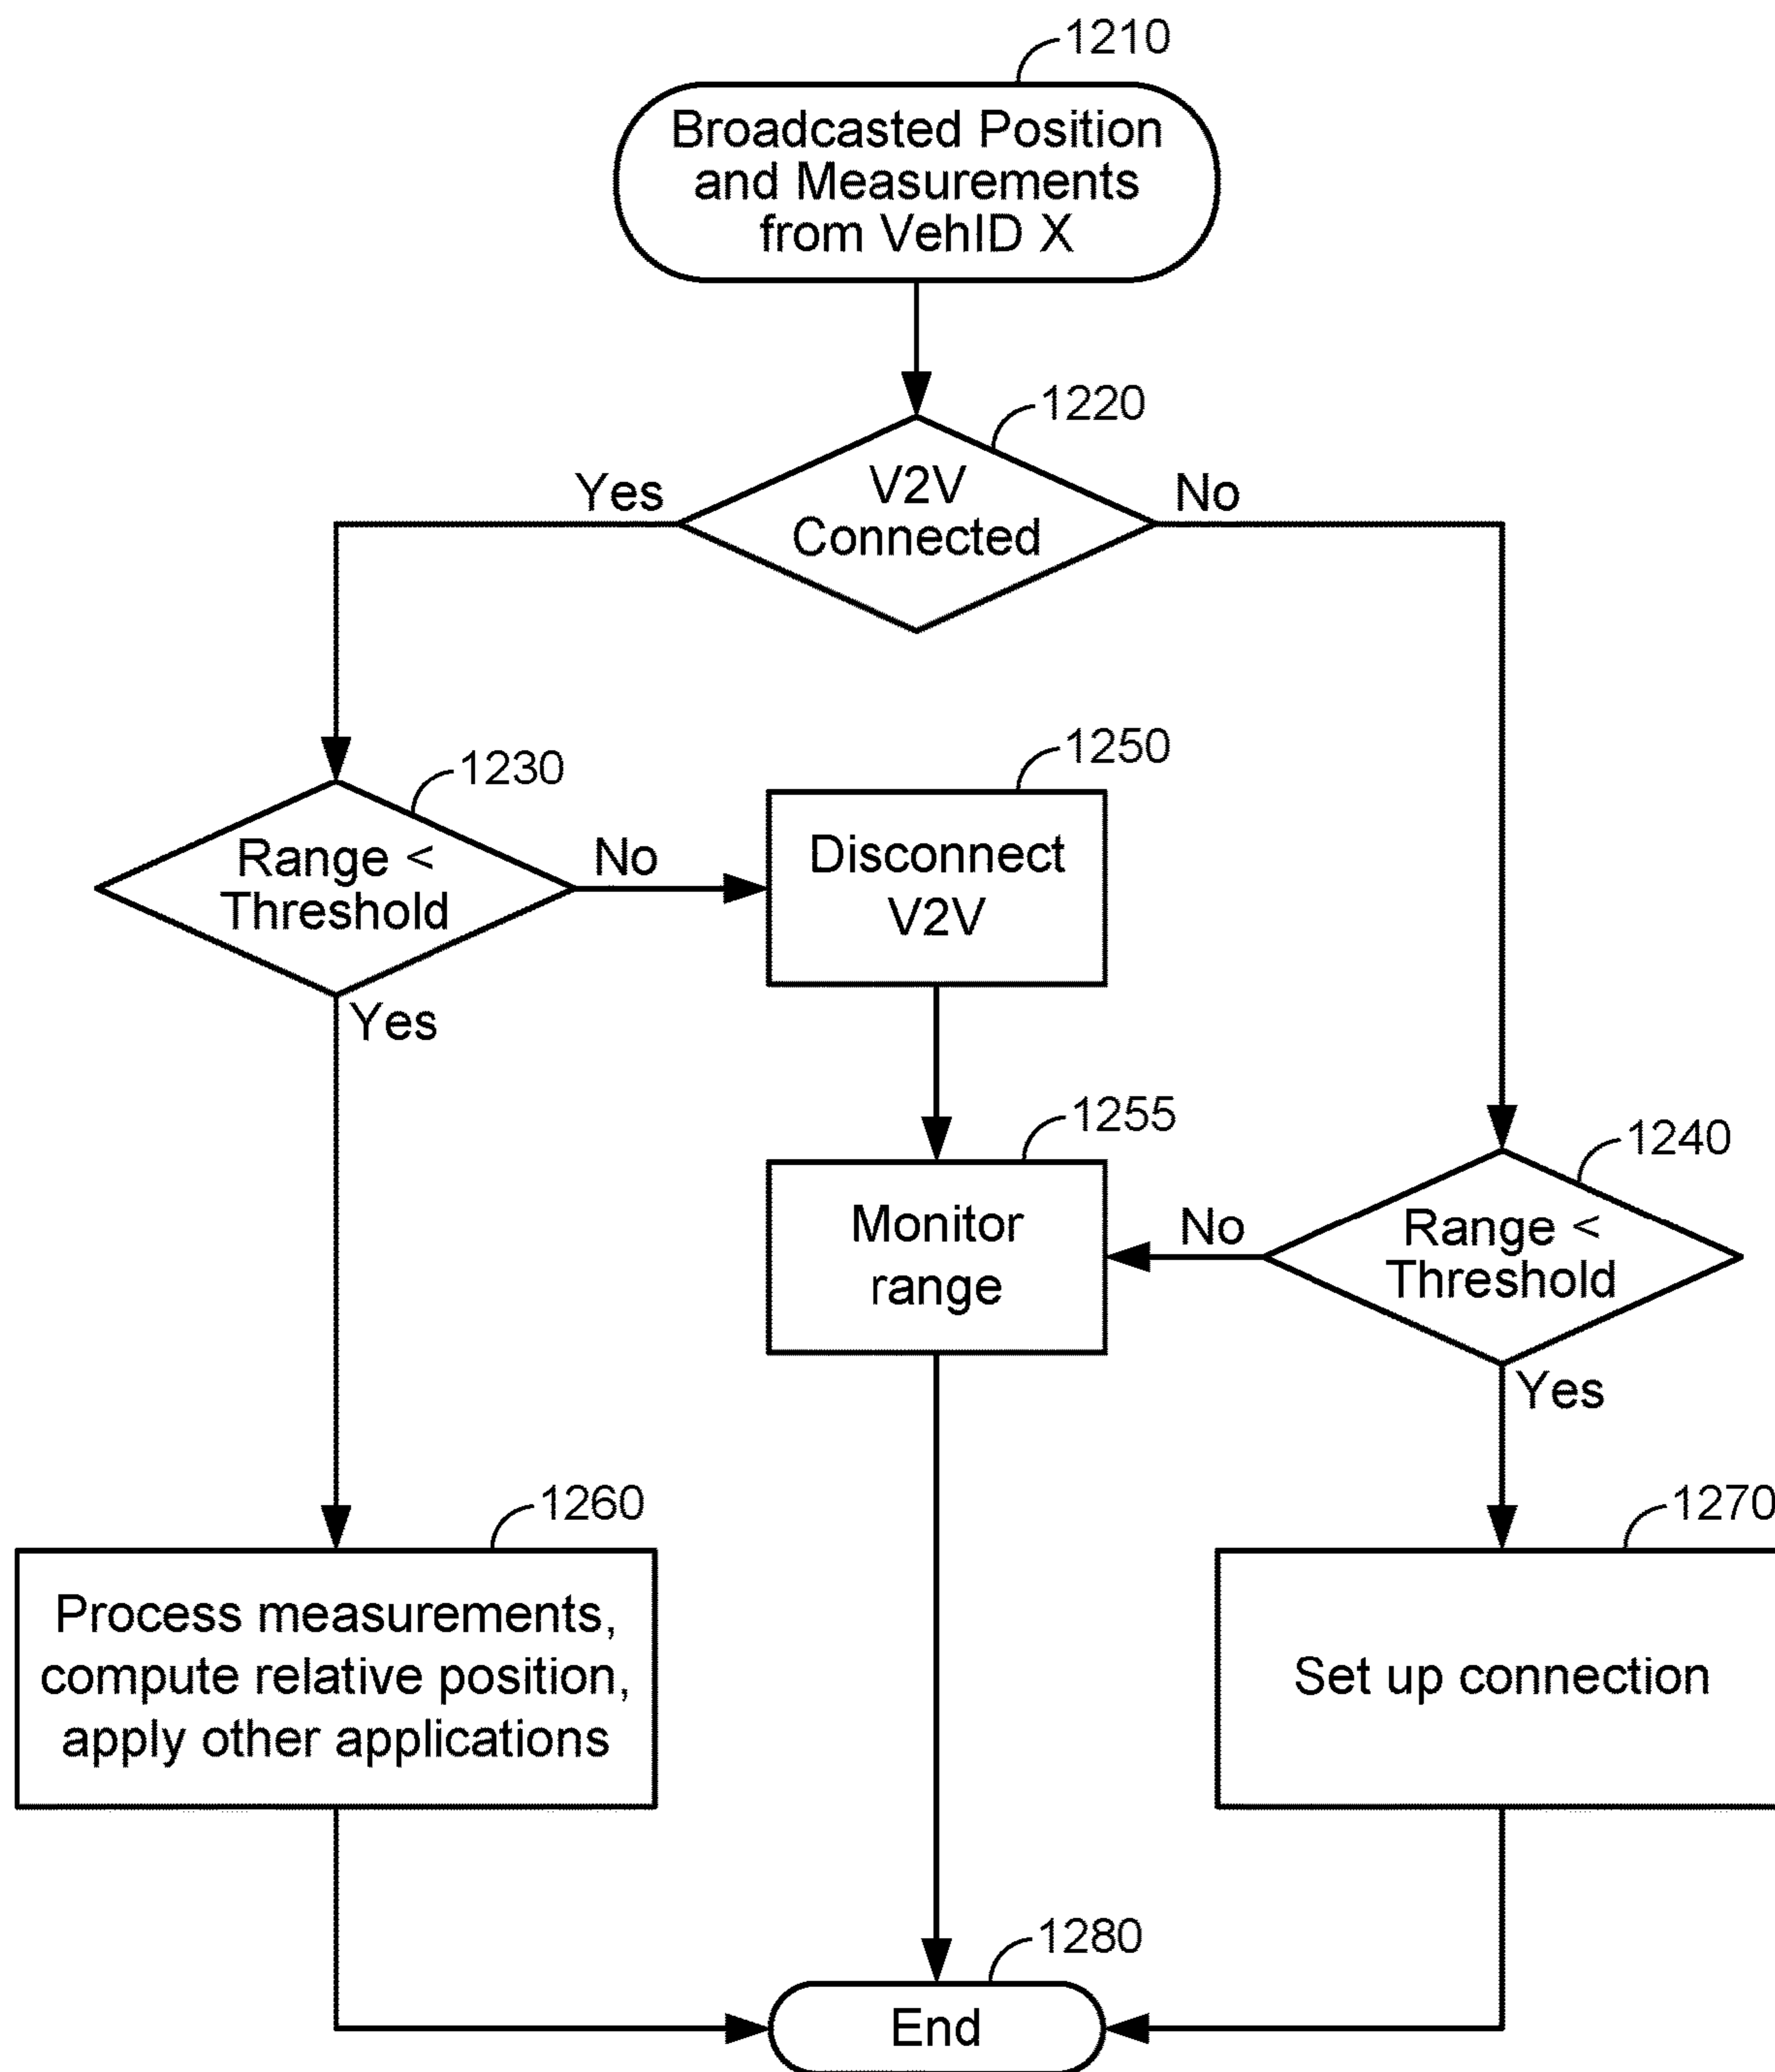 1210
Broadcasted Position
and Measurements
from VehID X
1220
Yes
V2V
Connected
No
1230
Range <
Threshold
No
Yes
1250
Disconnect
V2V
1255
Monitor
range
1240
No
Range <
Threshold
Yes
1260
Process measurements,
compute relative position,
apply other applications
1270
Set up connection
1280
End